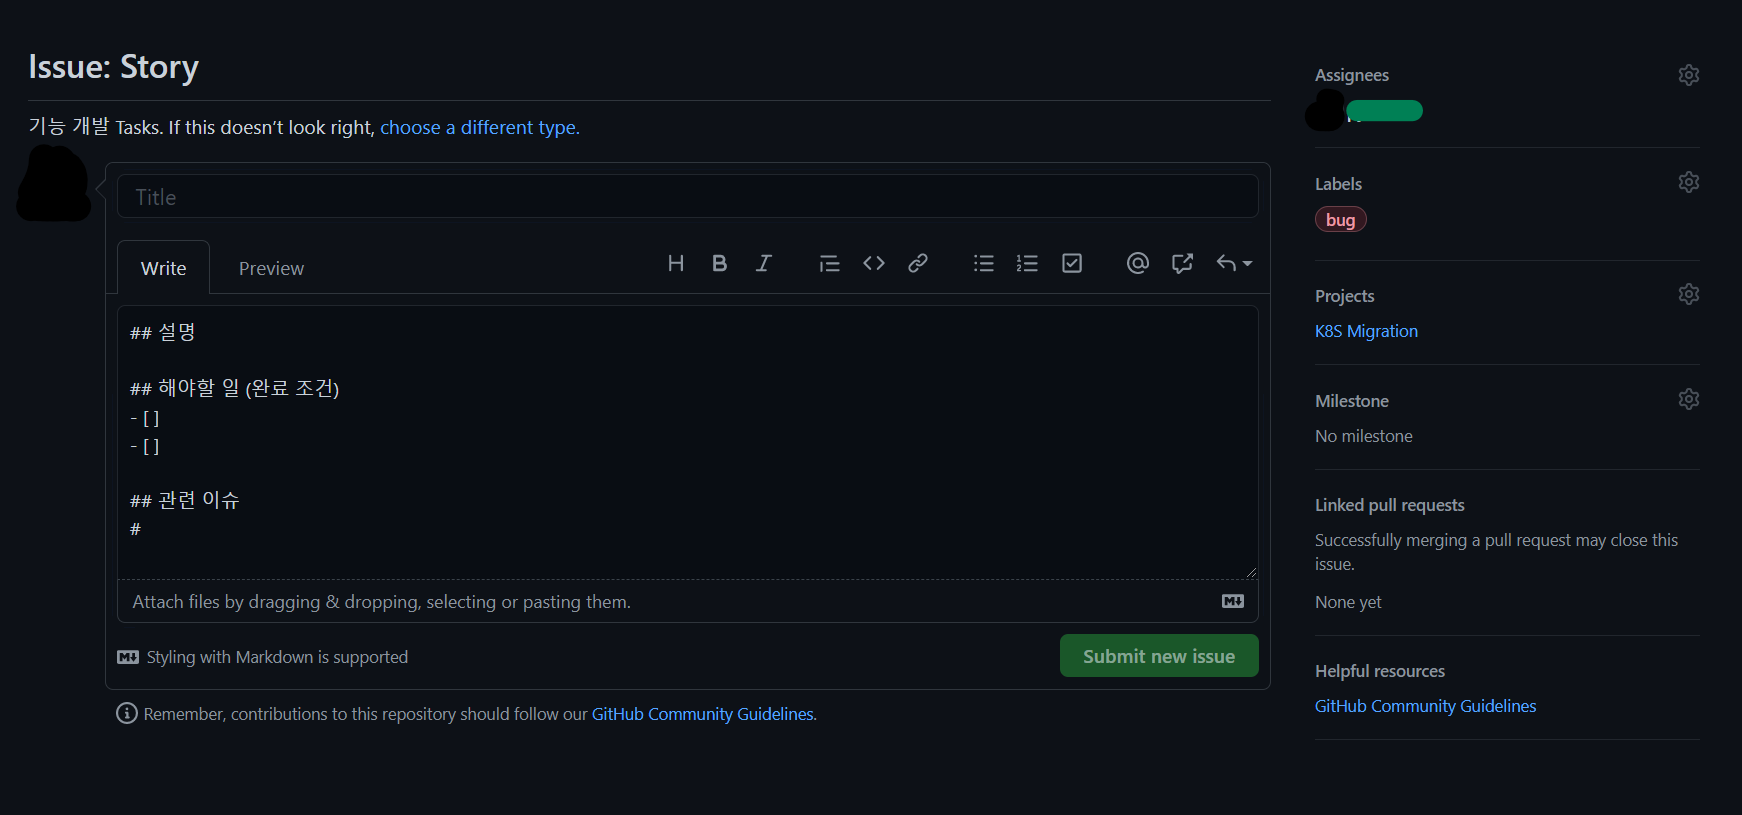 Issue: Story
기능 개발 Tasks. If this doesn’t look right, choose a different type.
Title
Write
Preview
## 설명
## 해야할 일 (완료 조건)
- [ ]
- [ ]
## 관련 이슈
#
Attach files by dragging & dropping, selecting or pasting them.
Styling with Markdown is supported
Submit new issue
Remember, contributions to this repository should follow our GitHub Community Guidelines.
Assignees
Labels
bug
Projects
K8S Migration
Milestone
No milestone
Linked pull requests
Successfully merging a pull request may close this
issue.
None yet
Helpful resources
GitHub Community Guidelines